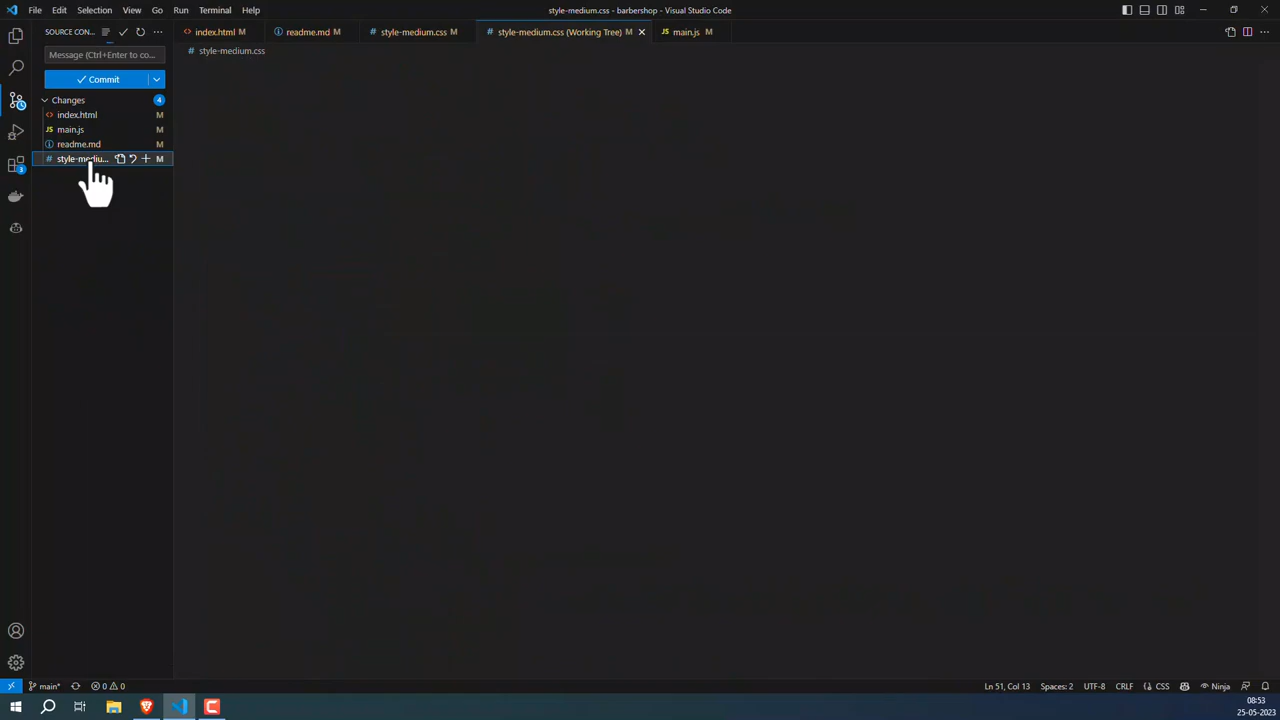 File Edit Selection View Go Run Terminal Help
style-medium.css - barbershop - Visual Studio Code
SOURCE CON...
index.html M
readme.md M
style-medium.css M
style-medium.css (Working Tree) M
main.js M
style-medium.css
Message (Ctrl+Enter to co...
Commit
Changes 4
index.html M
main.js M
readme.md M
style-mediu... M
3
main*
0 0
Ln 51, Col 13
Spaces: 2
UTF-8
CRLF
CSS
Ninja
08:53
25-05-2023